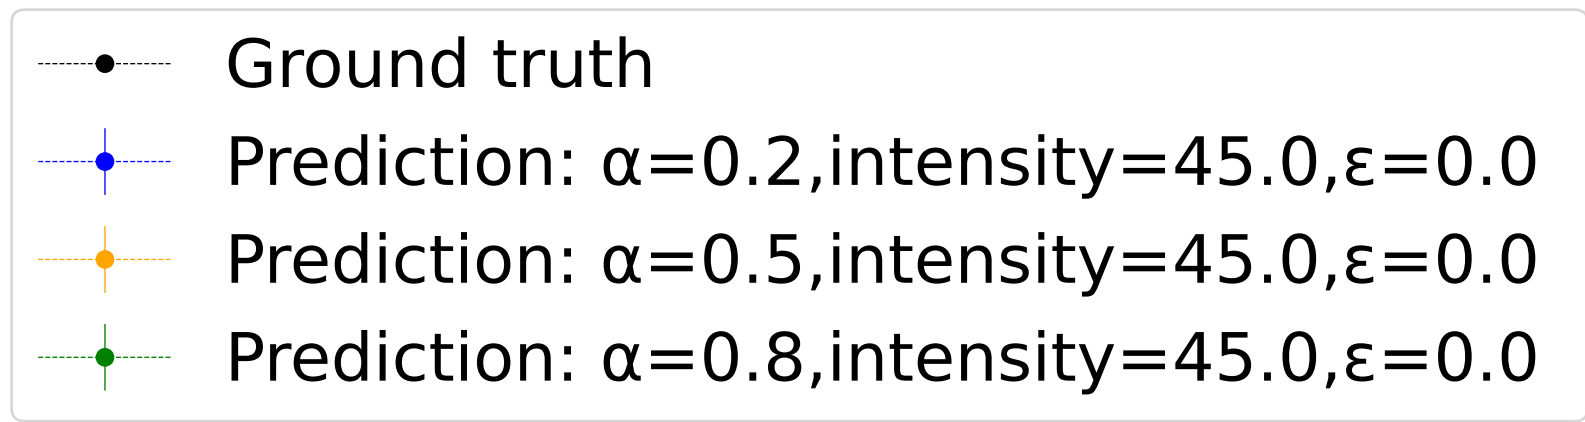 Ground truth
Prediction: α=0.2,intensity=45.0,ε=0.0
Prediction: α=0.5,intensity=45.0,ε=0.0
Prediction: α=0.8,intensity=45.0,ε=0.0